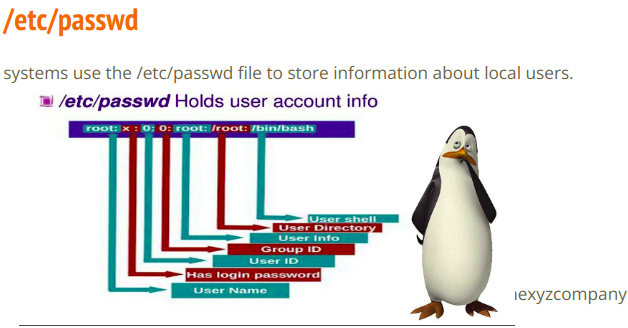 /etc/passwd
systems use the /etc/passwd file to store information about local users.
/etc/passwd Holds user account info
root: x : 0: 0: root: /root: /bin/bash
User shell
User Directory
User Info
Group ID
User ID
Has login password
User Name
exyzcompany